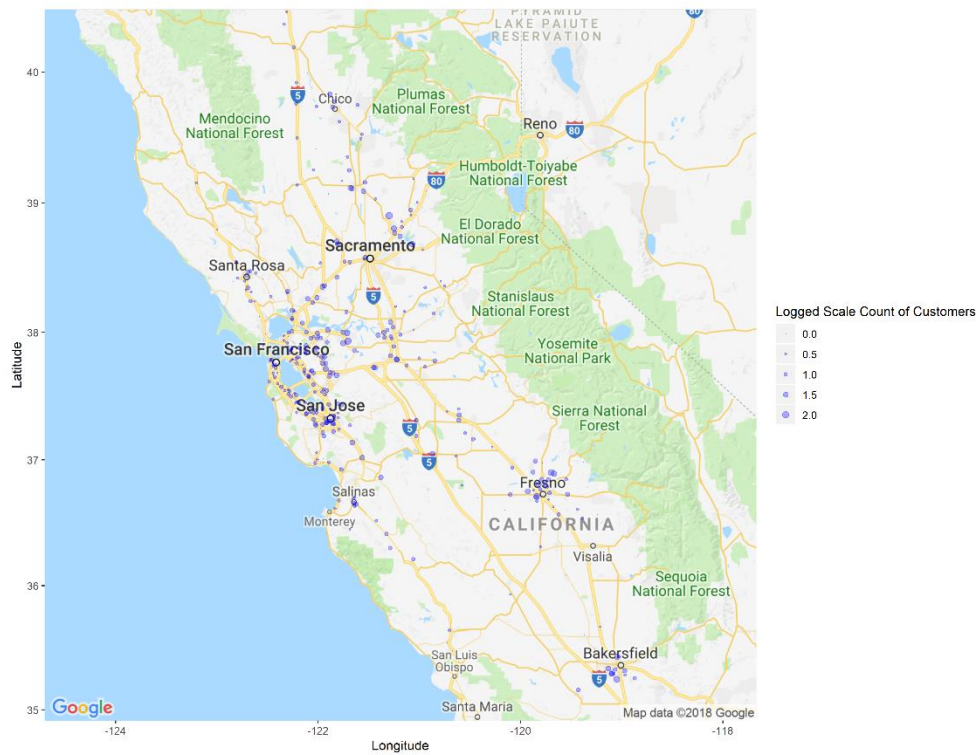 PYRAMID
LAKE PAIUTE
RESERVATION
80
40
5
Chico
Plumas
National Forest
Mendocino
National Forest
Reno
80
80
Humboldt-Toiyabe
National Forest
39
El Dorado
National Forest
Sacramento
Santa Rosa
5
Stanislaus
National Forest
38
San Francisco
Yosemite
National Park
Latitude
Logged Scale Count of Customers
0.0
0.5
1.0
1.5
2.0
San Jose
5
Sierra National
Forest
37
5
Fresno
Salinas
Monterey
CALIFORNIA
Visalia
36
Sequoia
National Forest
San Luis
Obispo
Bakersfield
5
Santa Maria
35
Google
Map data ©2018 Google
-124
-122
-120
-118
Longitude